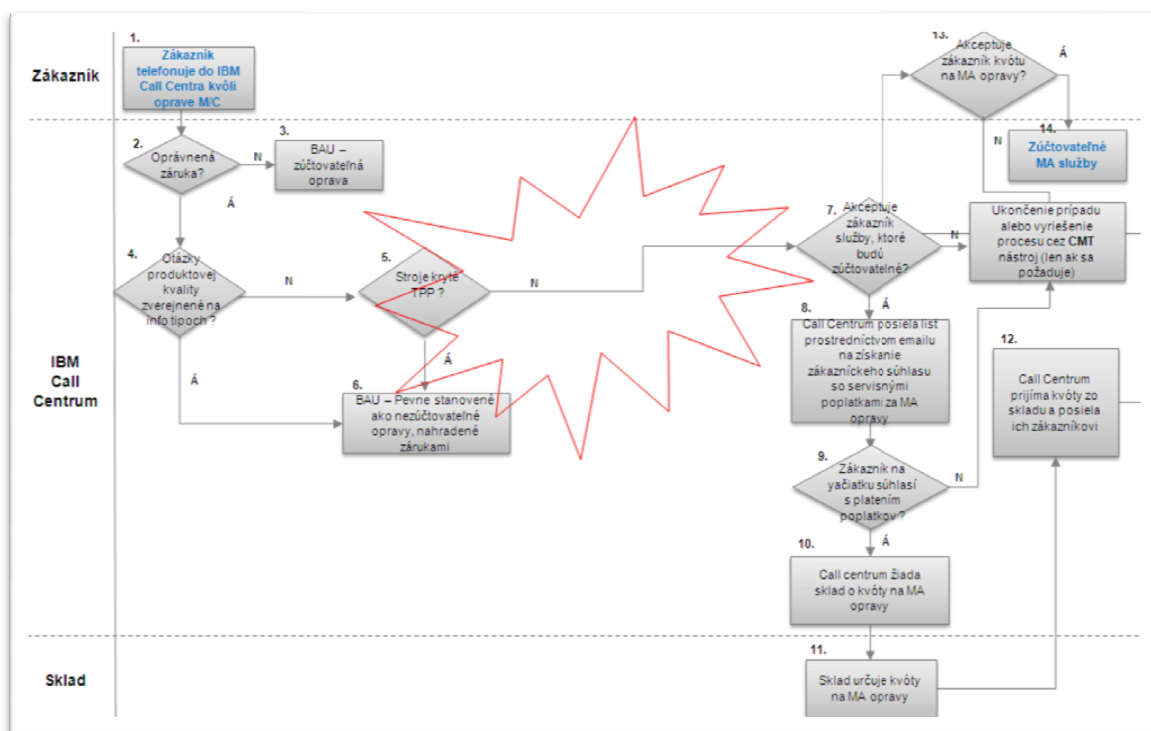 Zákazník
1.
Zákazník
telefonuje do IBM
Call Centra kvôli
oprave M/C
13.
Akceptuje
zákazník kvótu
na MA opravy?
Á
N
14.
Zúčtovateľné
MA služby
IBM
Call
Centrum
2.
Oprávnená
záruka?
N
Á
3.
BAU –
zúčtovateľná
oprava
4.
Otázky
produktovej
kvality
zverejnené na
info tipoch ?
N
Á
5.
Stroje kryté
TPP ?
N
Á
6.
BAU – Pevne stanovené
ako nezúčtovateľné
opravy, nahradené
zárukami
7.
Akceptuje
zákazník
služby, ktoré
budú
zúčtovateľné?
N
Á
Ukončenie prípadu
alebo vyriešenie
procesu cez CMT
nástroj (len ak sa
požaduje)
8.
Call Centrum posiela list
prostredníctvom emailu
na získanie
zákazníckeho súhlasu
so servisnými
poplatkami za MA
opravy
9.
Zákazník na
yačiatku súhlasí
s platením
poplatkov ?
N
Á
10.
Call centrum žiada
sklad o kvóty na MA
opravy
12.
Call Centrum
prijíma kvóty zo
skladu a posiela
ich zákazníkovi
Sklad
11.
Sklad určuje kvóty
na MA opravy